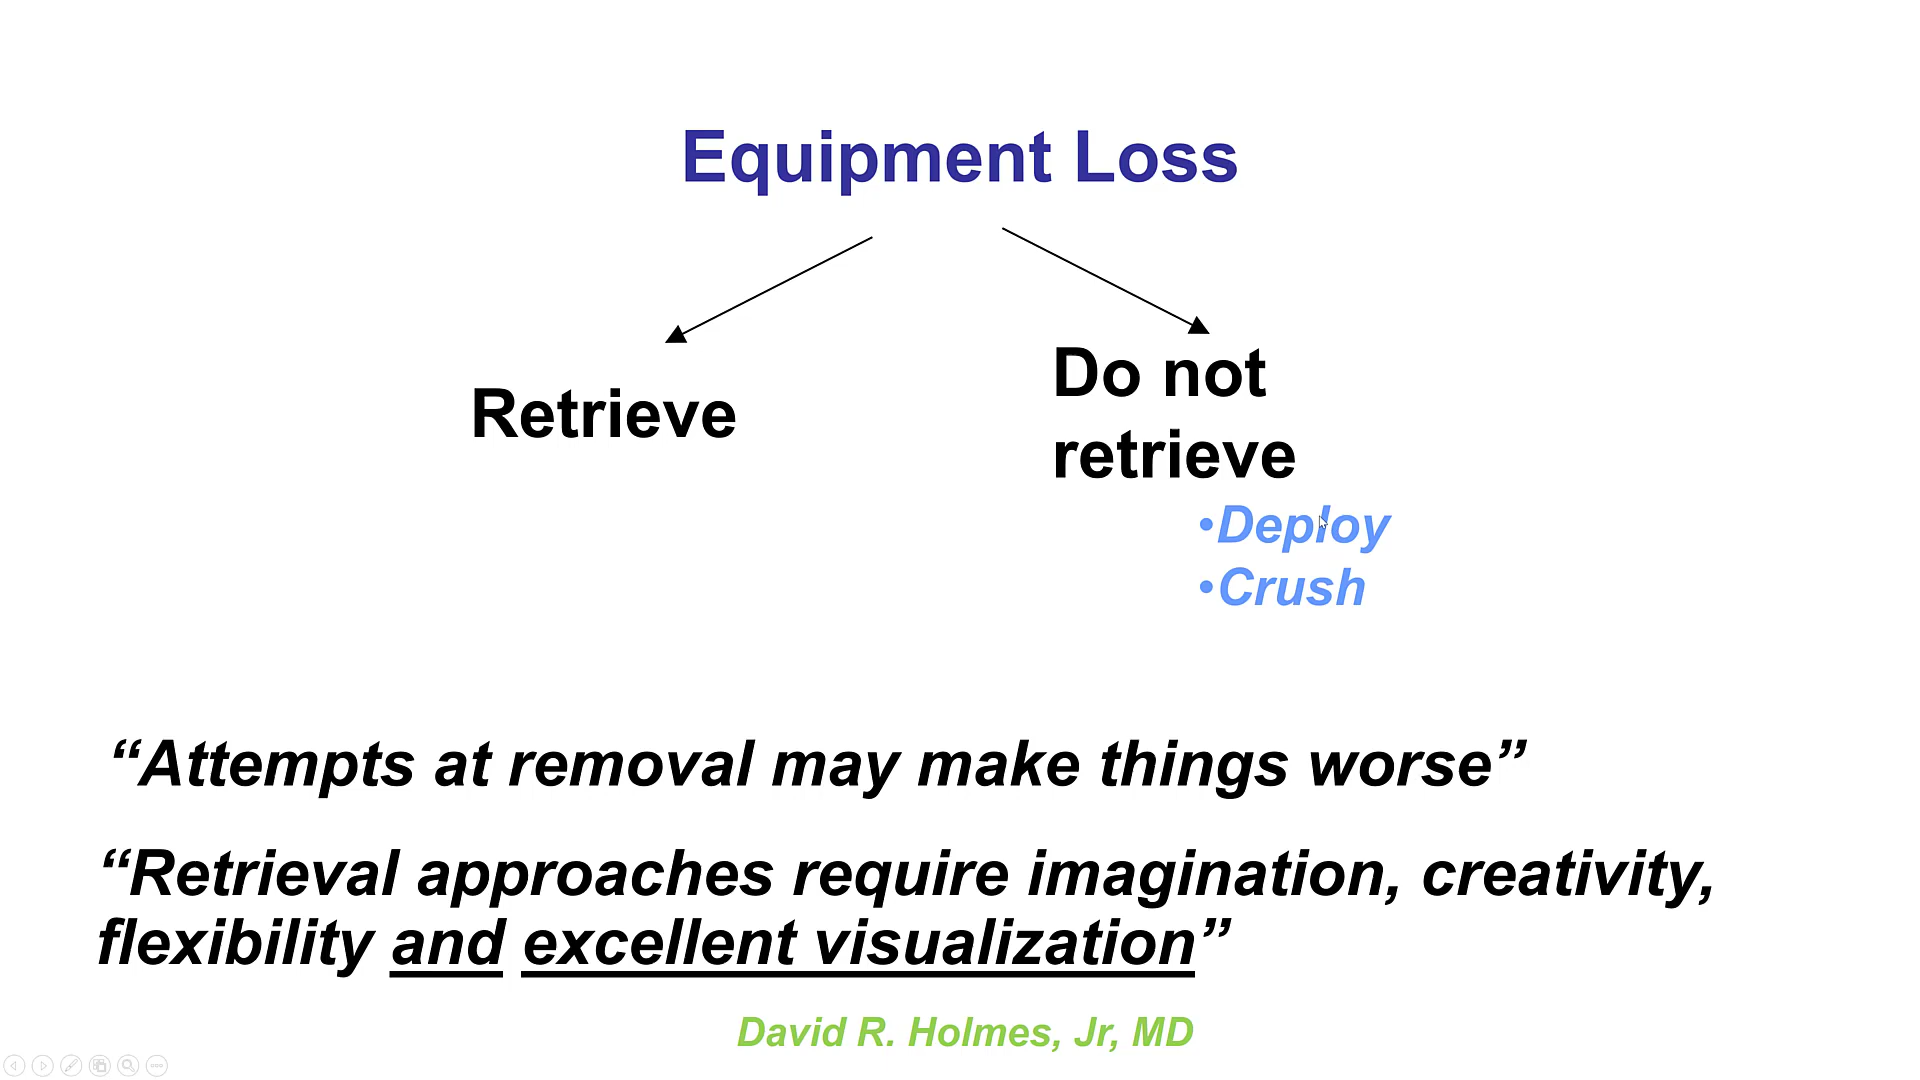 Equipment Loss
Retrieve
Do not
retrieve
•Deploy
•Crush
“Attempts at removal may make things worse”
“Retrieval approaches require imagination, creativity,
flexibility and excellent visualization”
David R. Holmes, Jr, MD